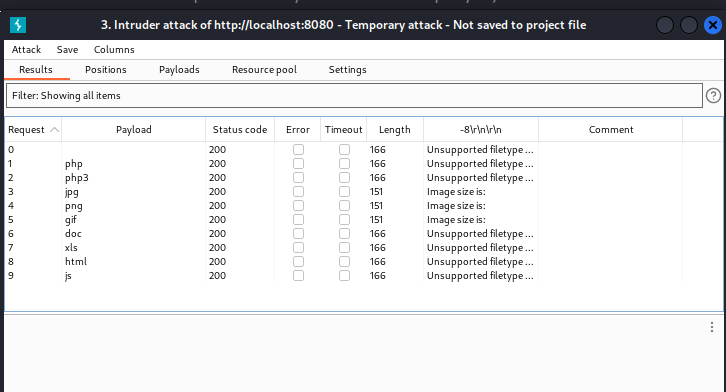 3. Intruder attack of http://localhost:8080 - Temporary attack - Not saved to project file
Attack Save Columns
Results Positions Payloads Resource pool Settings
Filter: Showing all items ?
Request Payload Status code Error Timeout Length -8\r\n\r\n Comment
0 200 166 Unsupported filetype ...
1 php 200 166 Unsupported filetype ...
2 php3 200 166 Unsupported filetype ...
3 jpg 200 151 Image size is:
4 png 200 151 Image size is:
5 gif 200 151 Image size is:
6 doc 200 166 Unsupported filetype ...
7 xls 200 166 Unsupported filetype ...
8 html 200 166 Unsupported filetype ...
9 js 200 166 Unsupported filetype ...